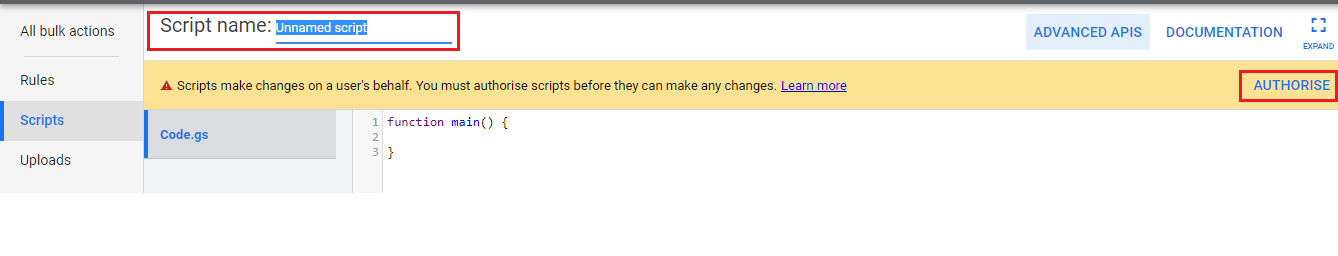 All bulk actions
Rules
Scripts
Uploads
Script name: Unnamed script
ADVANCED APIS
DOCUMENTATION
EXPAND
Scripts make changes on a user's behalf. You must authorise scripts before they can make any changes. Learn more
AUTHORISE
Code.gs
1 function main() {
2
3 }